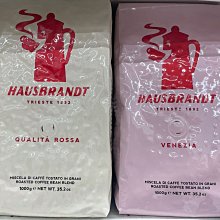 HAUSBRANDT
TRIESTE 1892
QUALITÀ ROSSA
MISCELA DI CAFFÈ TOSTATO IN GRANI
ROASTED COFFEE BEAN BLEND
1000g ℮ NET WT. 35.2 oz.
HAUSBRANDT
TRIESTE 1892
VENEZIA
MISCELA DI CAFFÈ TOSTATO IN GRANI
ROASTED COFFEE BEAN BLEND
1000g ℮ NET WT. 35.2 oz.